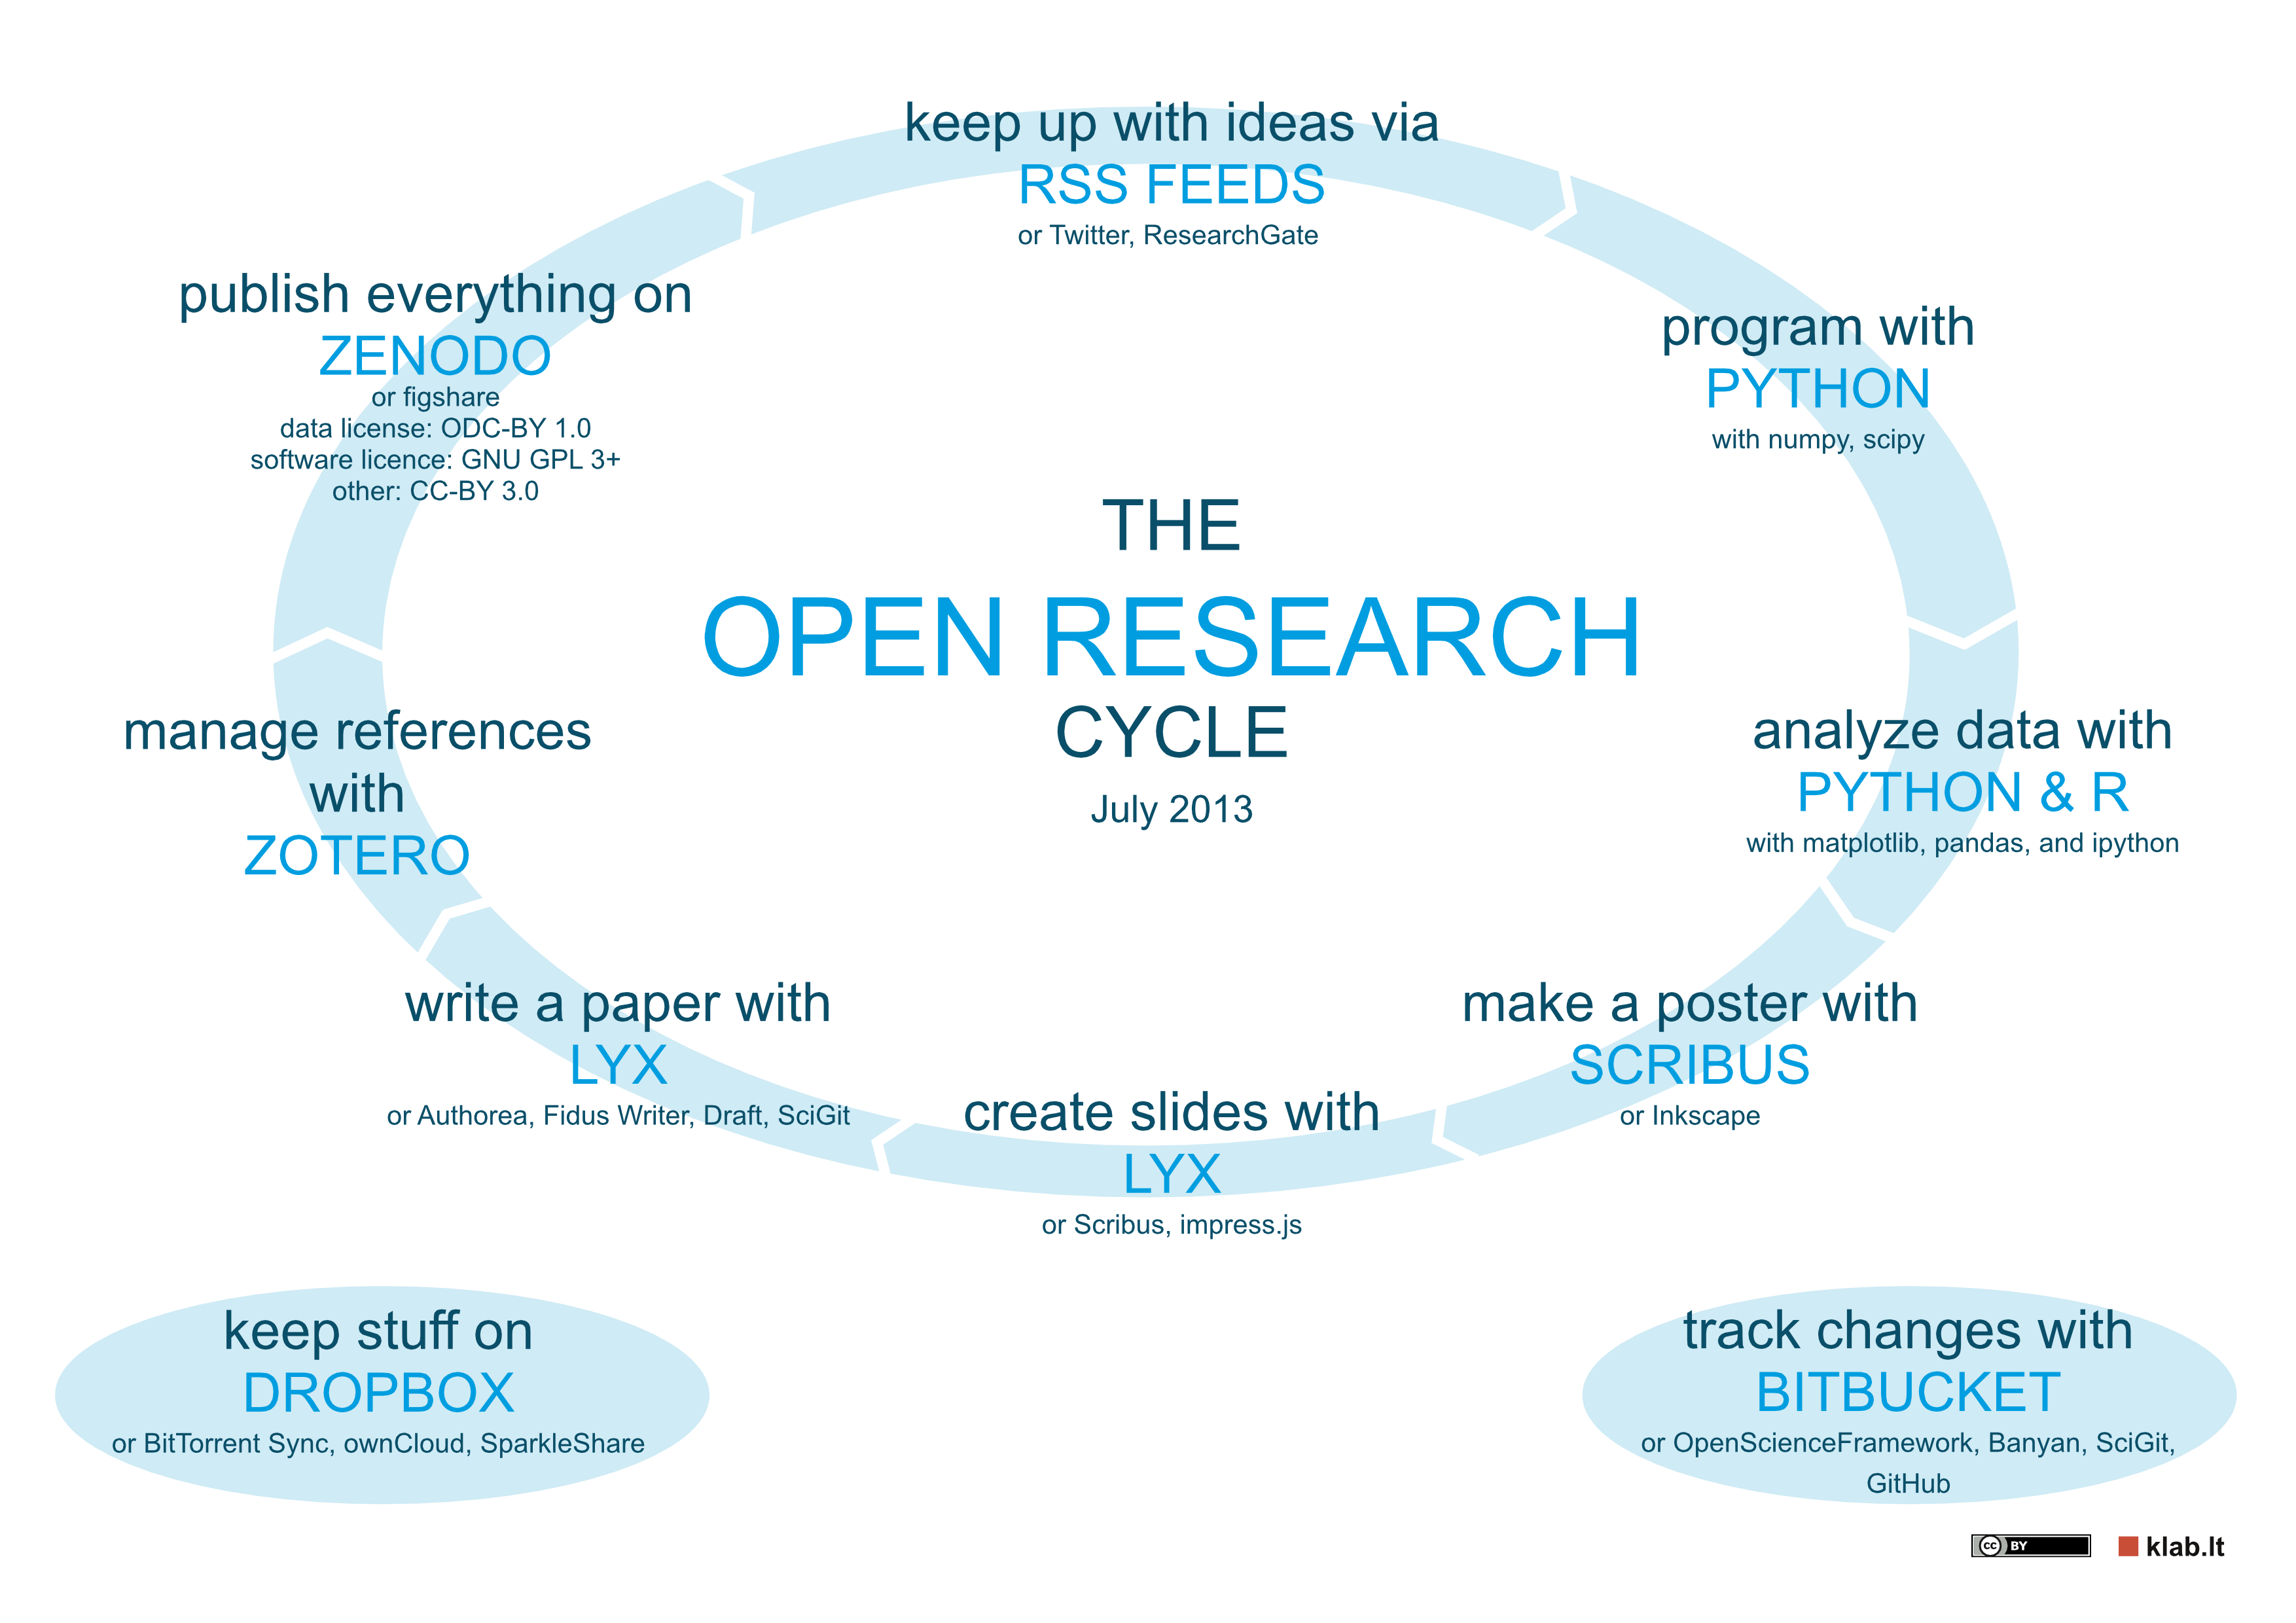 keep up with ideas via
RSS FEEDS
or Twitter, ResearchGate
program with
PYTHON
with numpy, scipy
analyze data with
PYTHON & R
with matplotlib, pandas, and ipython
make a poster with
SCRIBUS
or Inkscape
create slides with
LYX
or Scribus, impress.js
write a paper with
LYX
or Authorea, Fidus Writer, Draft, SciGit
manage references
with
ZOTERO
publish everything on
ZENODO
or figshare
data license: ODC-BY 1.0
software licence: GNU GPL 3+
other: CC-BY 3.0
THE
OPEN RESEARCH
CYCLE
July 2013
keep stuff on
DROPBOX
or BitTorrent Sync, ownCloud, SparkleShare
track changes with
BITBUCKET
or OpenScienceFramework, Banyan, SciGit,
GitHub
cc BY
klab.lt